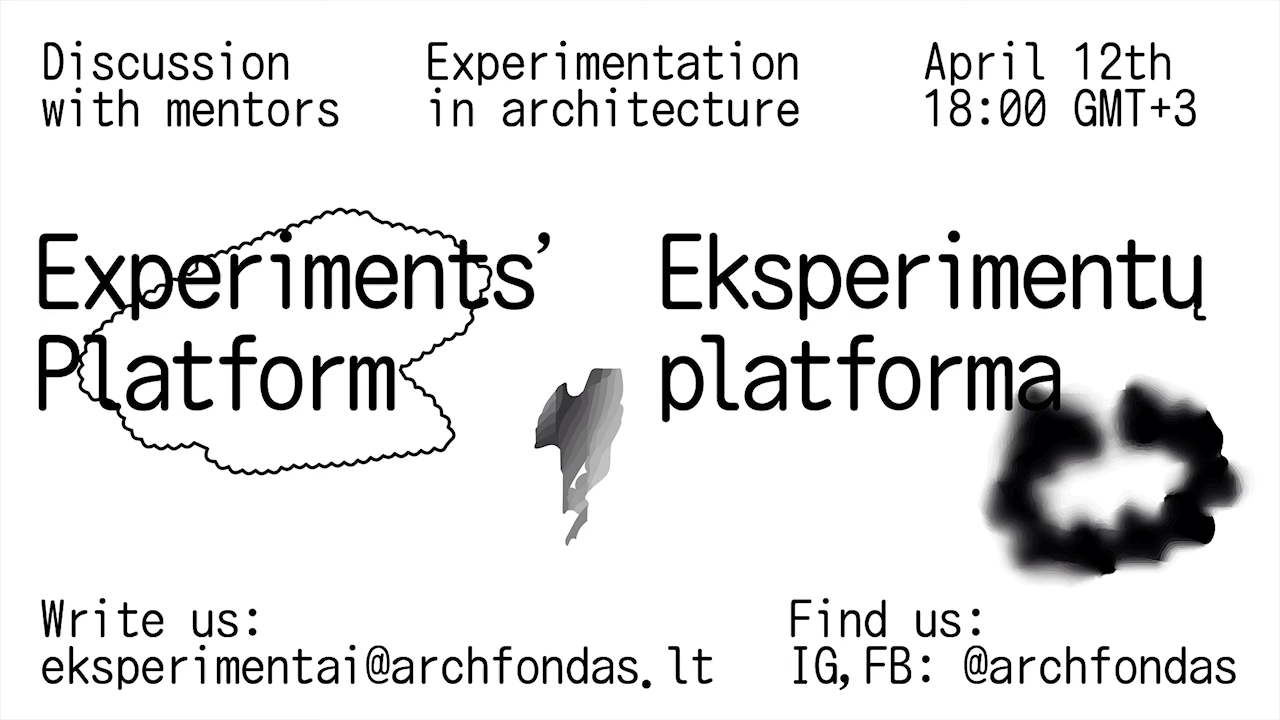 Discussion
with mentors
Experimentation
in architecture
April 12th
18:00 GMT+3
Experiments’
Platform
Eksperimentų
platforma
Write us:
eksperimentai@archfondas.lt
Find us:
IG,FB: @archfondas